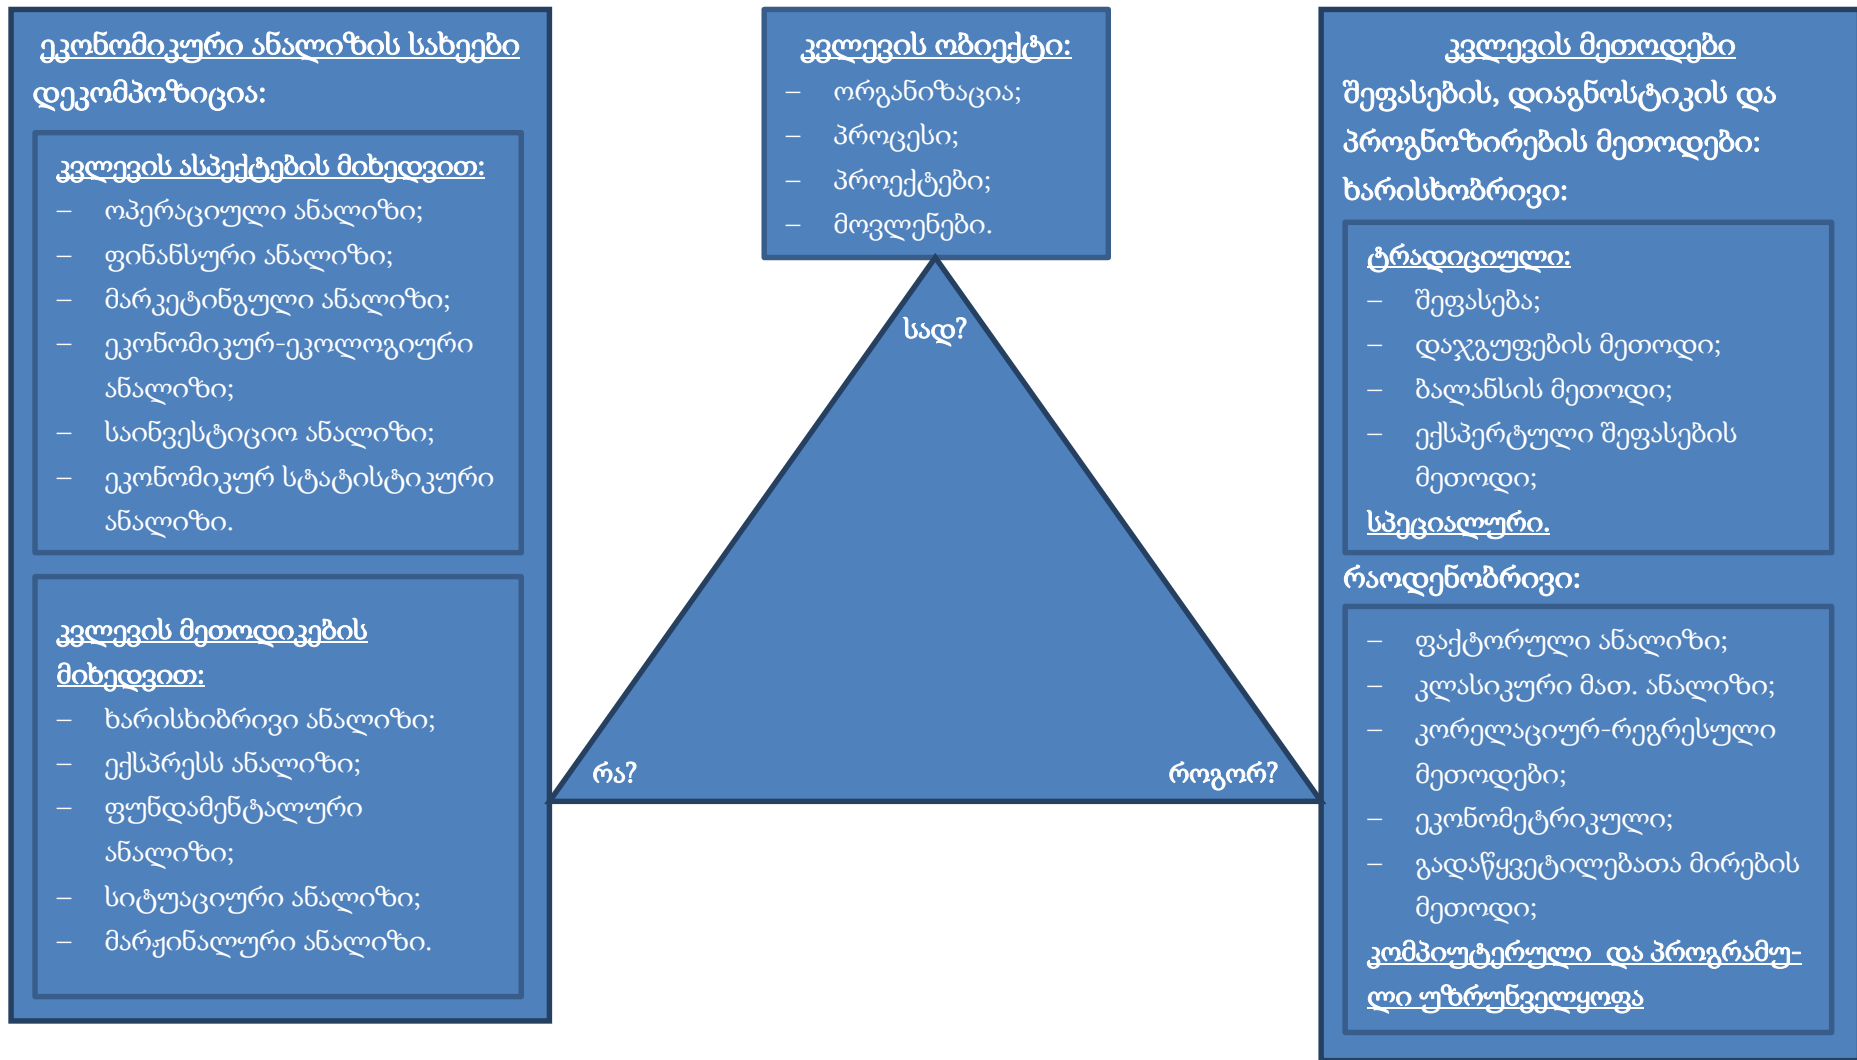 ეკონომიკური ანალიზის სახეები
დეკომპოზიცია:
კვლევის ასპექტების მიხედვით:
– ოპერაციული ანალიზი;
– ფინანსური ანალიზი;
– მარკეტინგული ანალიზი;
– ეკონომიკურ-ეკოლოგიური
ანალიზი;
– საინვესტიციო ანალიზი;
– ეკონომიკურ სტატისტიკური
ანალიზი.
კვლევის მეთოდიკების
მიხედვით:
– ხარისხიბრივი ანალიზი;
– ექსპრესს ანალიზი;
– ფუნდამენტალური
ანალიზი;
– სიტუაციური ანალიზი;
– მარჟინალური ანალიზი.
კვლევის ობიექტი:
– ორგანიზაცია;
– პროცესი;
– პროექტები;
– მოვლენები.
სად?
რა?
როგორ?
კვლევის მეთოდები
შეფასების, დიაგნოსტიკის და
პროგნოზირების მეთოდები:
ხარისხობრივი:
ტრადიციული:
– შეფასება;
– დაჯგუფების მეთოდი;
– ბალანსის მეთოდი;
– ექსპერტული შეფასების
მეთოდი;
სპეციალური.
რაოდენობრივი:
– ფაქტორული ანალიზი;
– კლასიკური მათ. ანალიზი;
– კორელაციურ-რეგრესული
მეთოდები;
– ეკონომეტრიკული;
– გადაწყვეტილებათა მირების
მეთოდი;
კომპიუტერული და პროგრამუ-
ლი უზრუნველყოფა